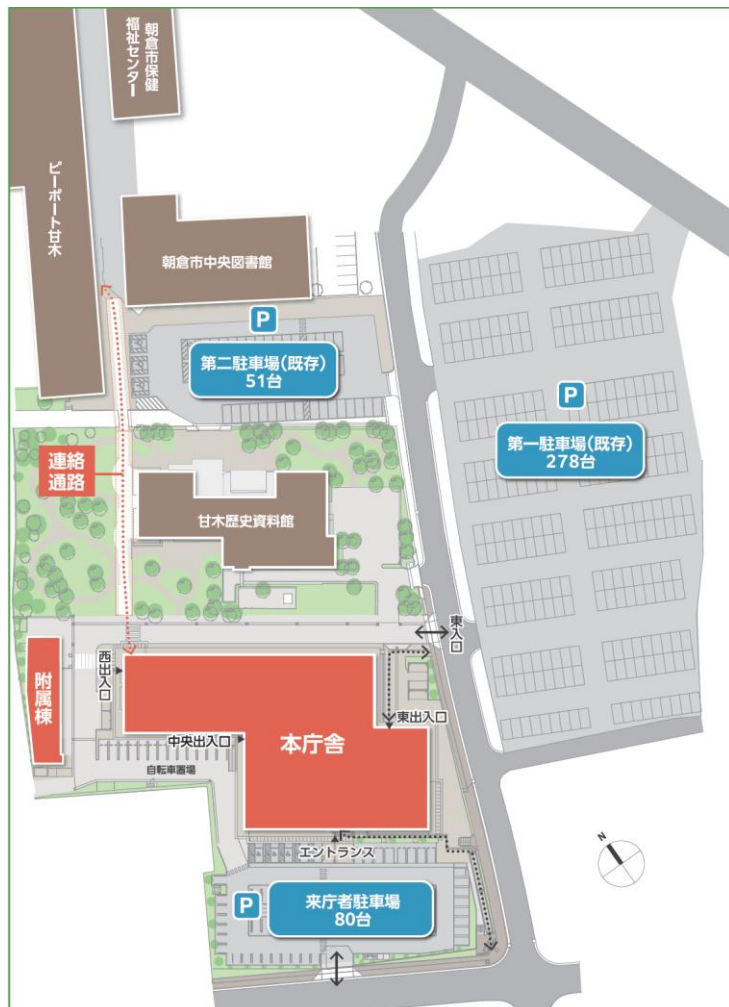 朝倉市保健
福祉センター
ピーポート甘木
朝倉市中央図書館
P
第二駐車場(既存)
51台
P
第一駐車場(既存)
278台
連絡
通路
甘木歴史資料館
東入口
附属棟
西出入口
東出入口
中央出入口
本庁舎
自転車置場
エントランス
N
P
来庁者駐車場
80台